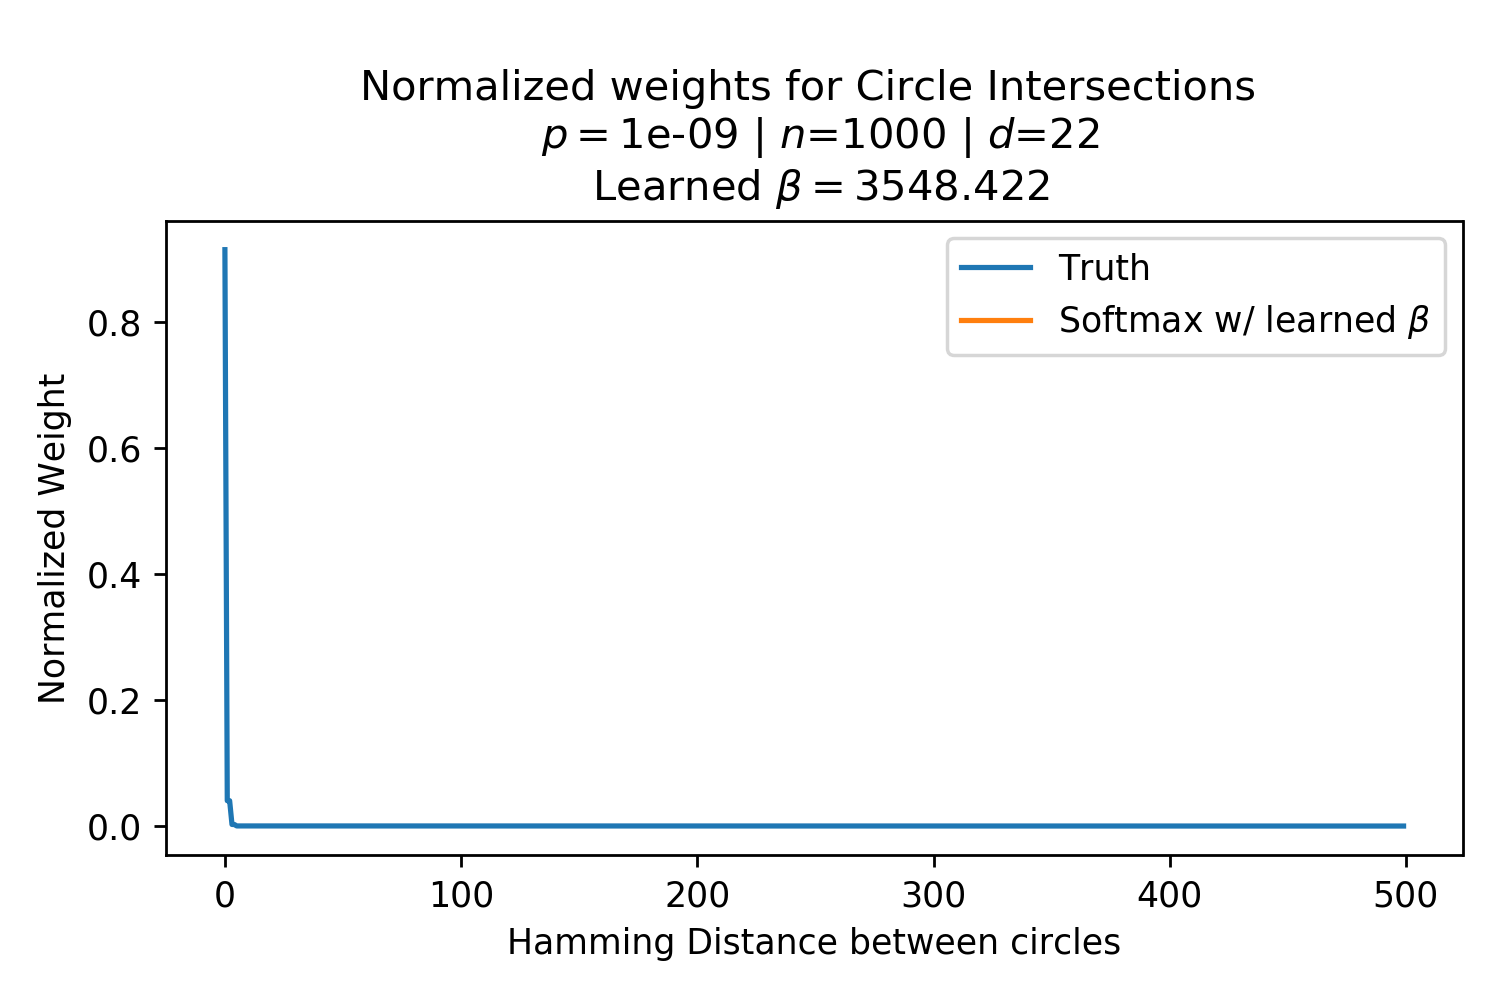 Normalized weights for Circle Intersections
p = 1e-09 | n=1000 | d=22
Learned β = 3548.422
Truth
Softmax w/ learned β
Normalized Weight
0.8
0.6
0.4
0.2
0.0
0 100 200 300 400 500
Hamming Distance between circles